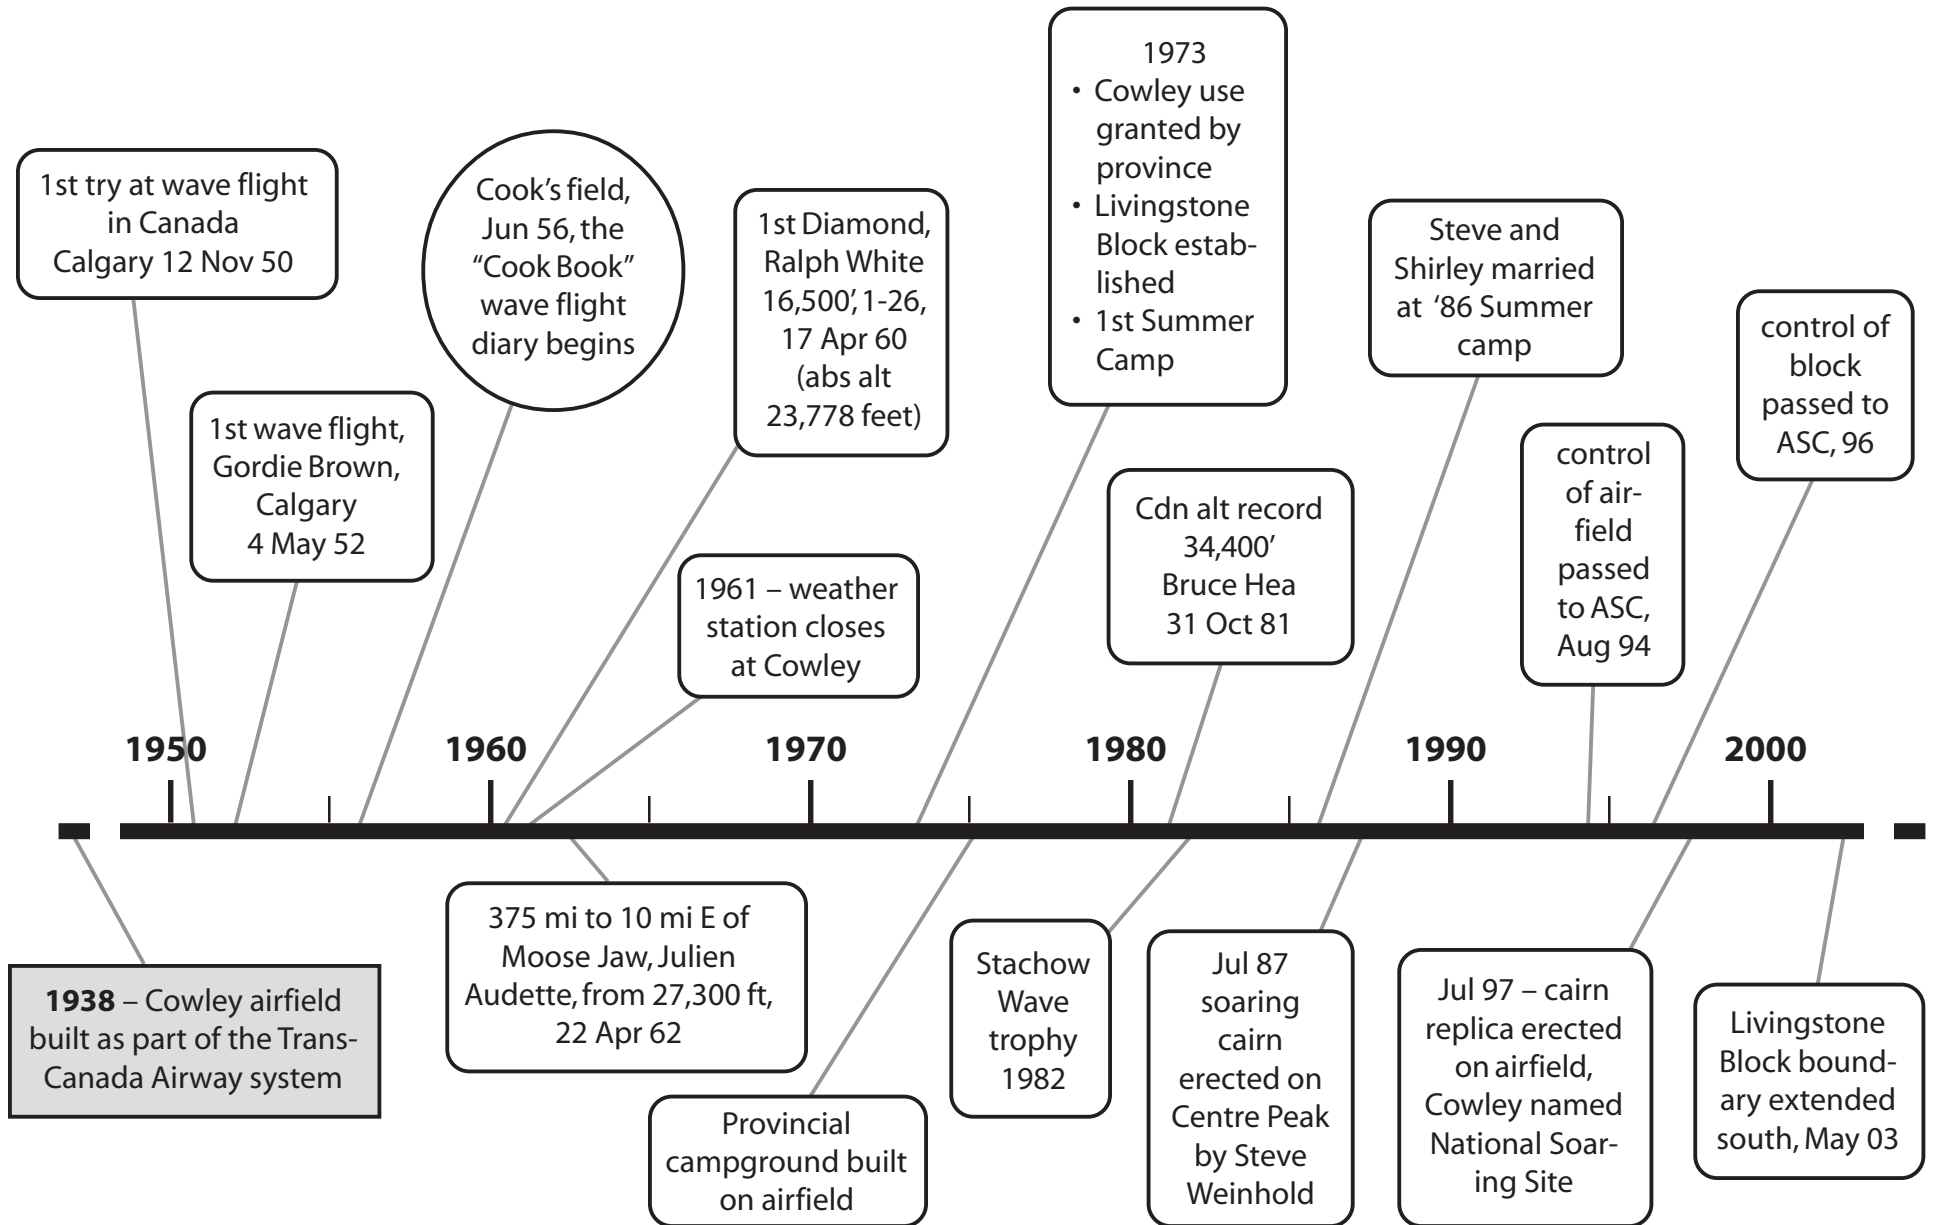 1st try at wave flight
in Canada
Calgary 12 Nov 50
1st wave flight,
Gordie Brown,
Calgary
4 May 52
Cook’s field,
Jun 56, the
“Cook Book”
wave flight
diary begins
1st Diamond,
Ralph White
16,500’, 1-26,
17 Apr 60
(abs alt
23,778 feet)
1961 – weather
station closes
at Cowley
1973
• Cowley use
granted by
province
• Livingstone
Block estab-
lished
• 1st Summer
Camp
Cdn alt record
34,400’
Bruce Hea
31 Oct 81
Steve and
Shirley married
at ‘86 Summer
camp
control
of air-
field
passed
to ASC,
Aug 94
control of
block
passed to
ASC, 96
1950 1960 1970 1980 1990 2000
1938 – Cowley airfield
built as part of the Trans-
Canada Airway system
375 mi to 10 mi E of
Moose Jaw, Julien
Audette, from 27,300 ft,
22 Apr 62
Provincial
campground built
on airfield
Stachow
Wave
trophy
1982
Jul 87
soaring
cairn
erected on
Centre Peak
by Steve
Weinhold
Jul 97 – cairn
replica erected
on airfield,
Cowley named
National Soar-
ing Site
Livingstone
Block bound-
ary extended
south, May 03